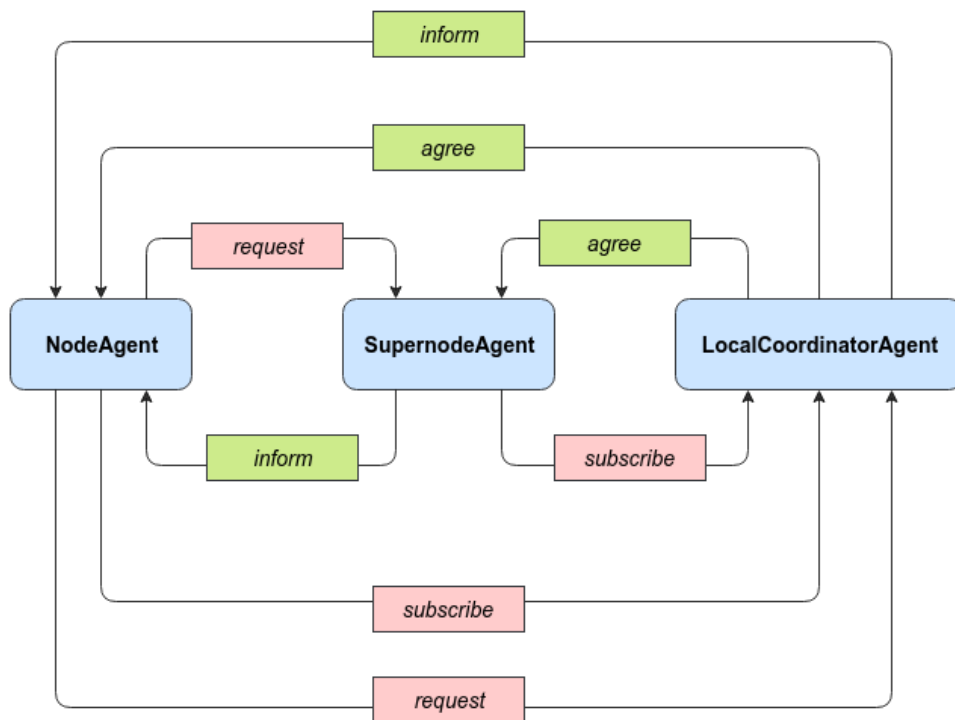 inform
agree
request
agree
NodeAgent
SupernodeAgent
LocalCoordinatorAgent
inform
subscribe
subscribe
request